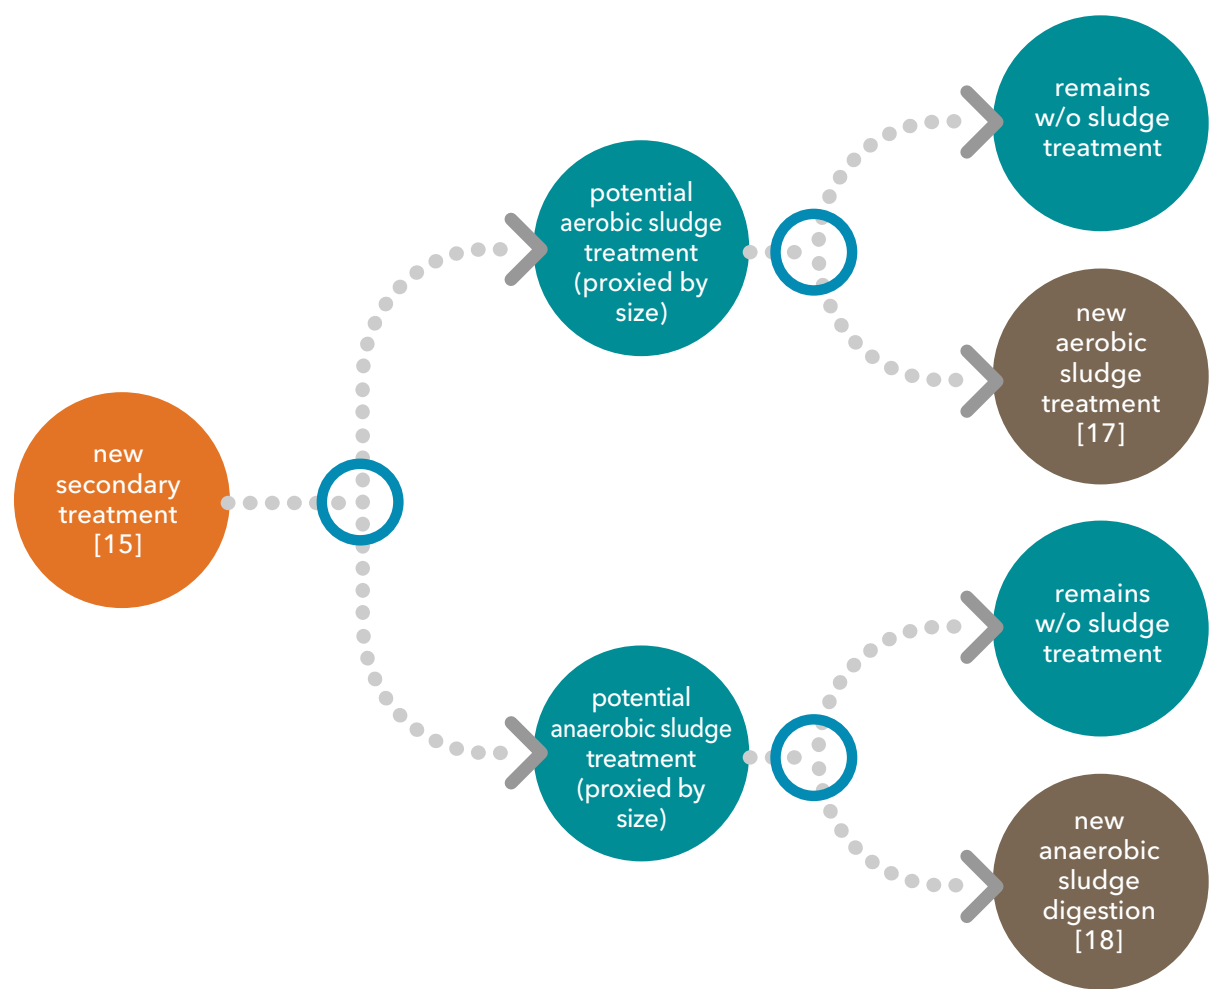 new
secondary
treatment
[15]
potential
aerobic sludge
treatment
(proxied by
size)
remains
w/o sludge
treatment
new
aerobic
sludge
treatment
[17]
potential
anaerobic sludge
treatment
(proxied by
size)
remains
w/o sludge
treatment
new
anaerobic
sludge
digestion
[18]